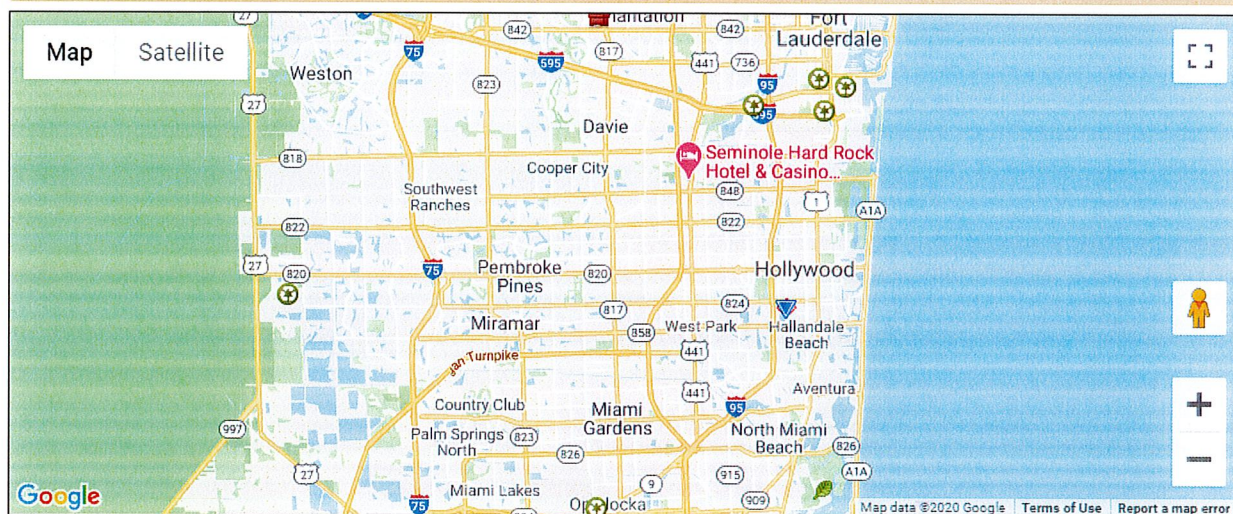 Map
Satellite
75
842
Plantation
817
842
Fort
Lauderdale
441
736
595
Weston
823
95
27
595
Davie
818
Cooper City
Seminole Hard Rock
Hotel & Casino...
Southwest
Ranches
848
1
A1A
822
822
27
820
75
Pembroke
Pines
820
Hollywood
817
824
Miramar
858
West Park
Hallandale
Beach
441
Turnpike
Aventura
441
Country Club
Miami
Gardens
95
997
Palm Springs
North
823
826
North Miami
Beach
826
27
915
A1A
9
Miami Lakes
909
75
Google
Map data ©2020 Google
Terms of Use
Report a map error